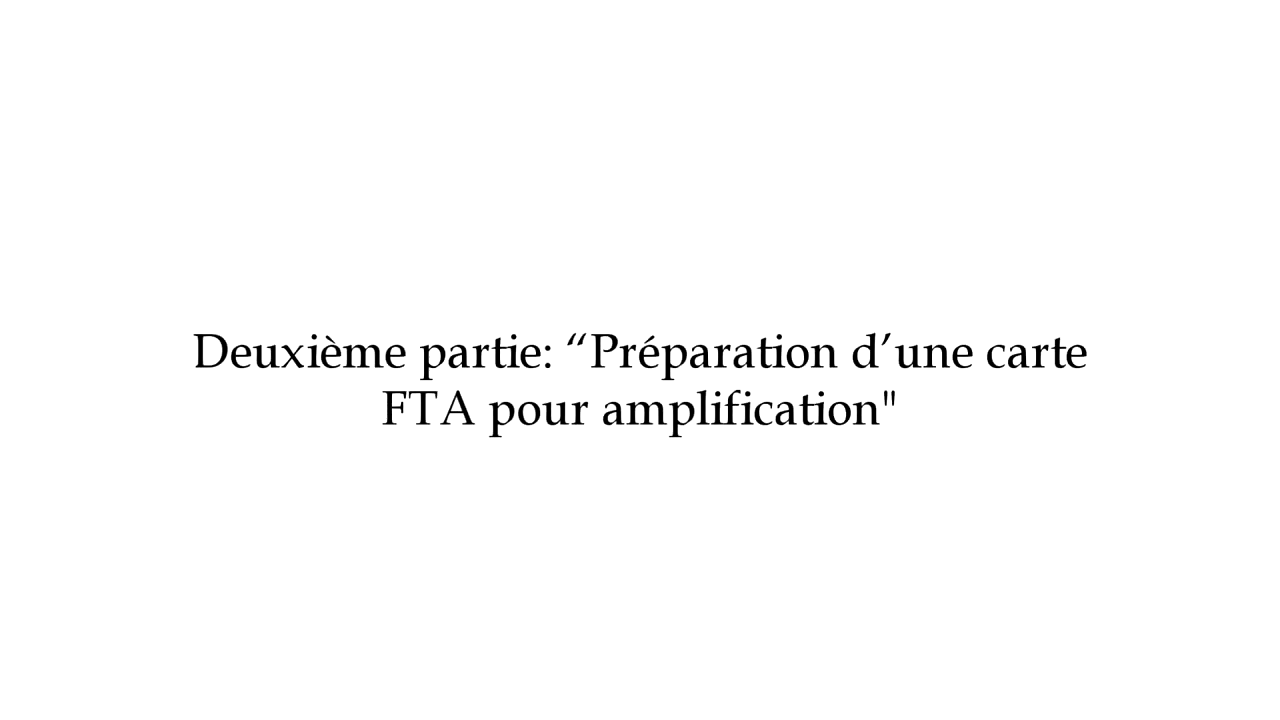 Deuxième partie: “Préparation d’une carte
FTA pour amplification"